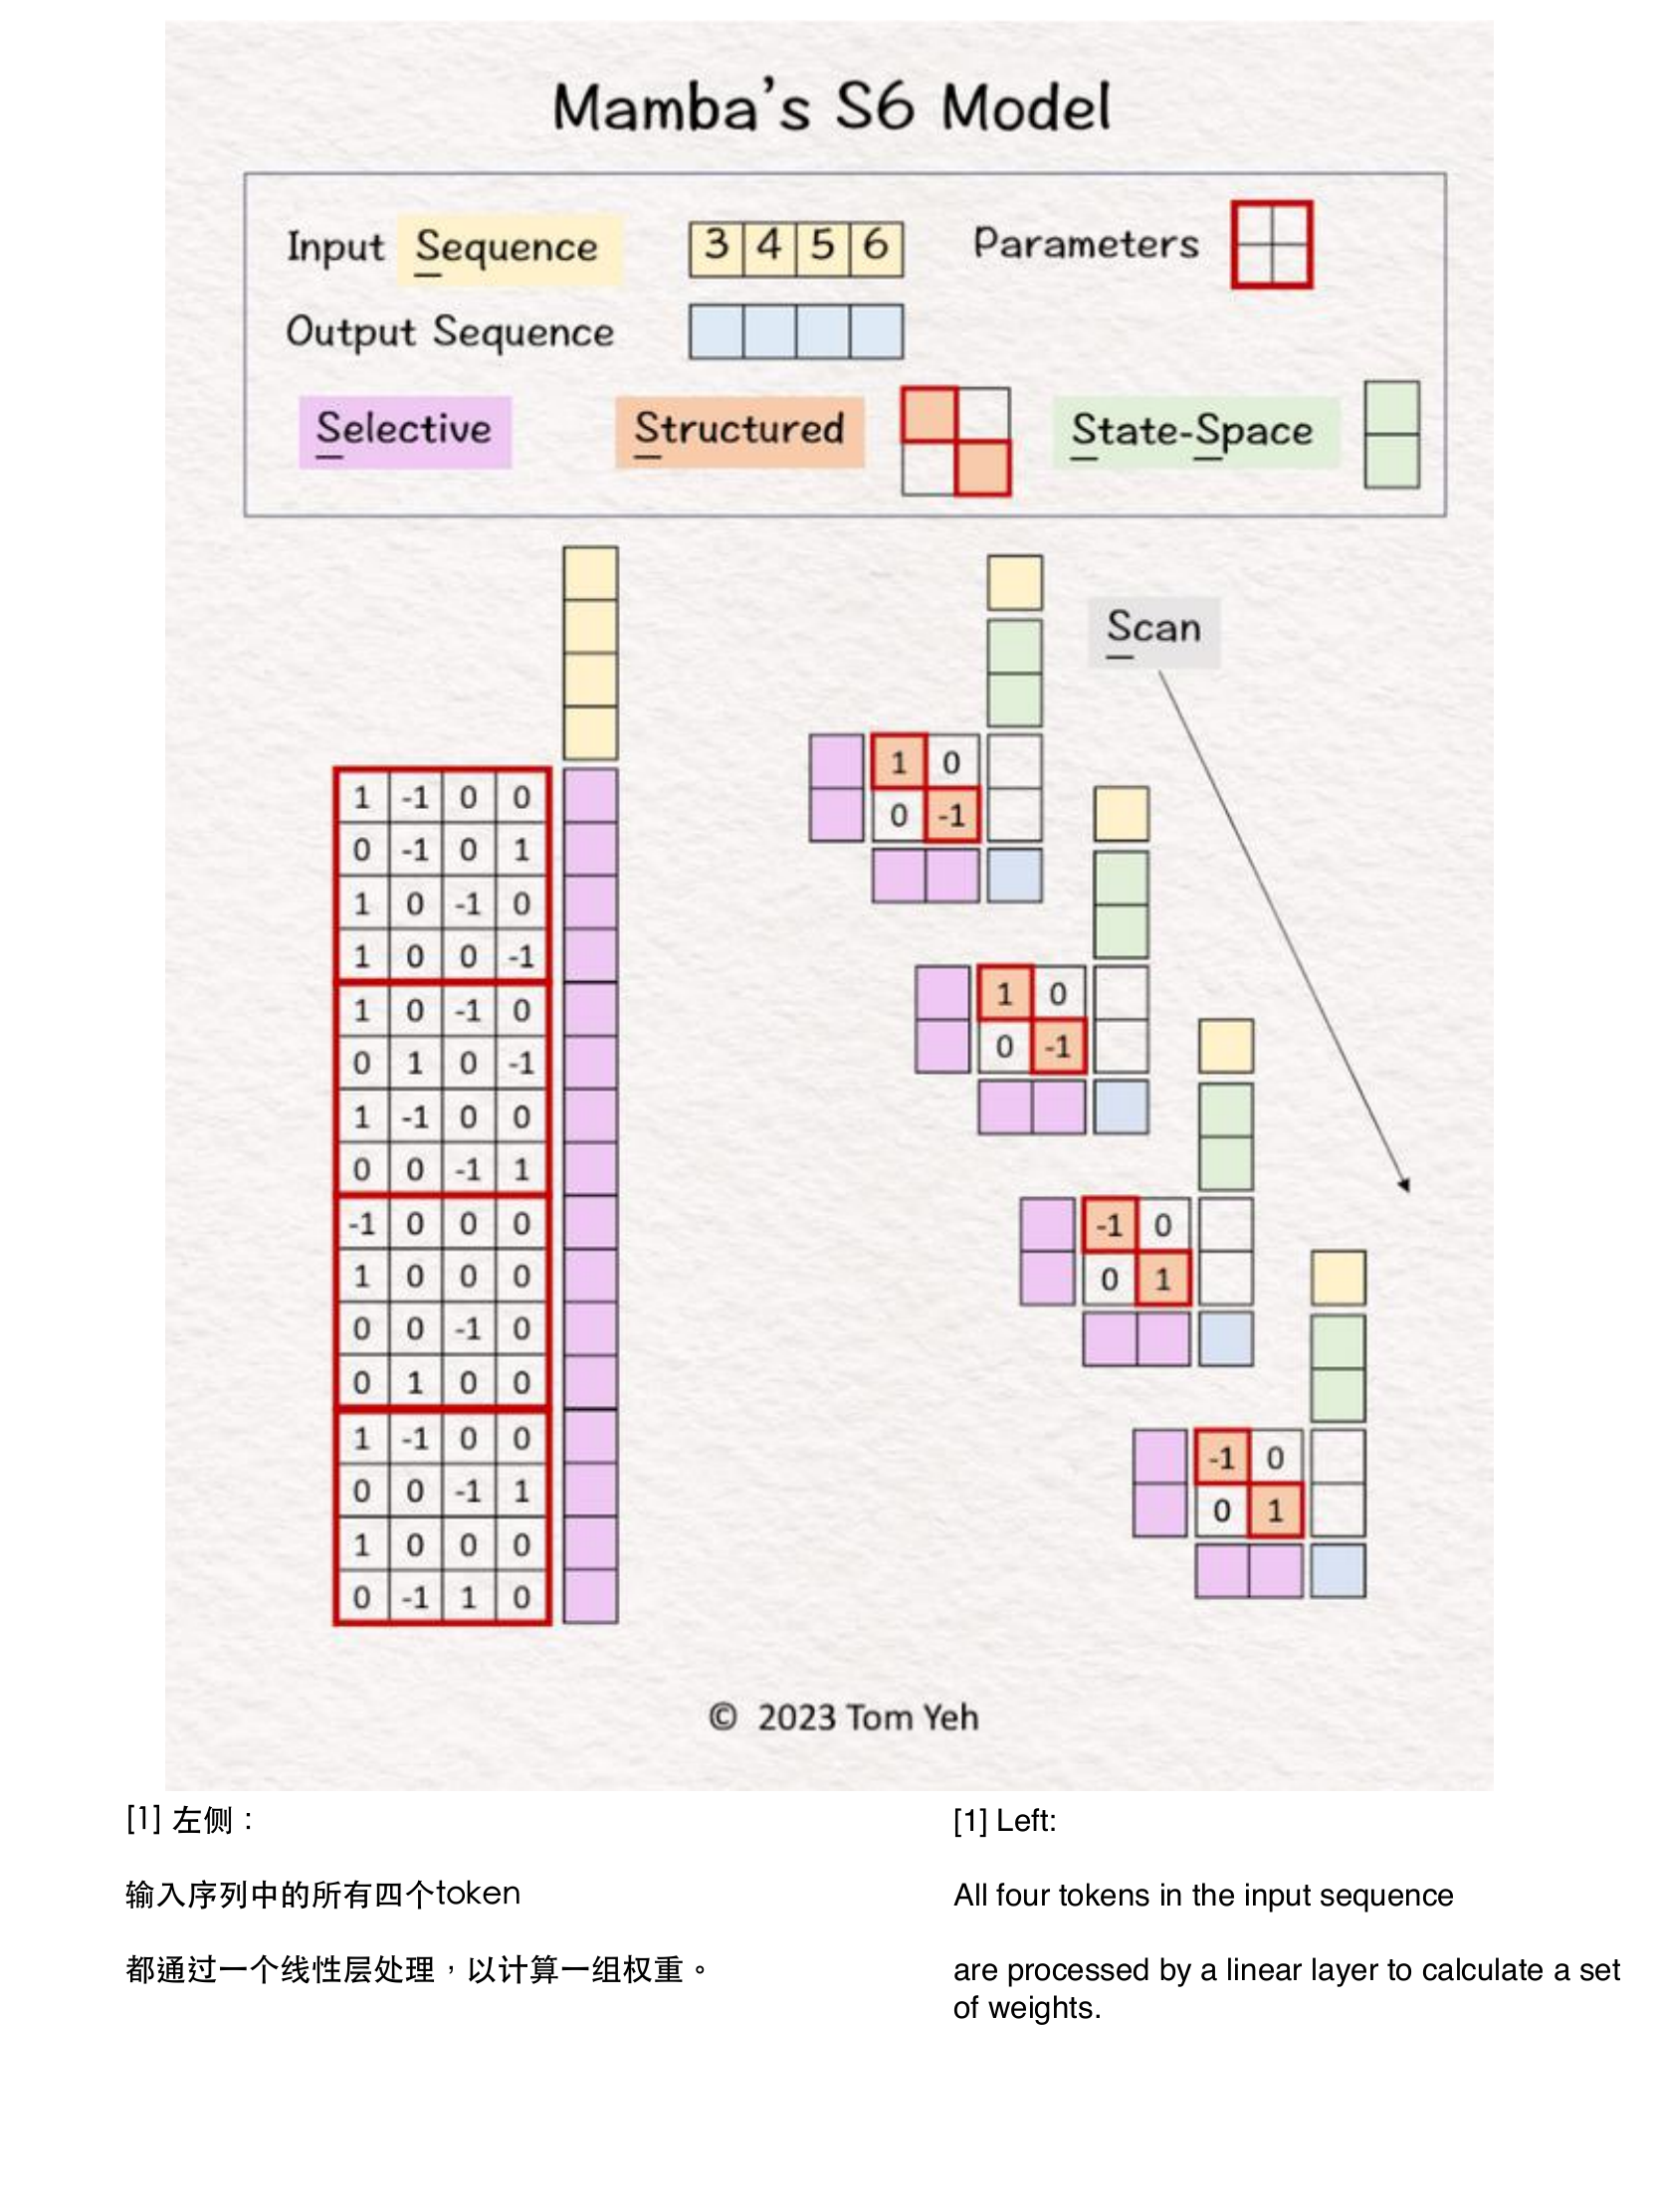 Mamba's S6 Model
Input Sequence
3 4 5 6
Parameters
Output Sequence
Selective
Structured
State-Space
1 -1 0 0
0 -1 0 1
1 0 -1 0
1 0 0 -1
1 0 -1 0
0 1 0 -1
1 -1 0 0
0 0 -1 1
-1 0 0 0
1 0 0 0
0 0 -1 0
0 1 0 0
1 -1 0 0
0 0 -1 1
1 0 0 0
0 -1 1 0
Scan
1 0
0 -1
1 0
0 -1
-1 0
0 1
-1 0
0 1
© 2023 Tom Yeh
[1] 左侧：
输入序列中的所有四个token
都通过一个线性层处理，以计算一组权重。
[1] Left:
All four tokens in the input sequence
are processed by a linear layer to calculate a set
of weights.